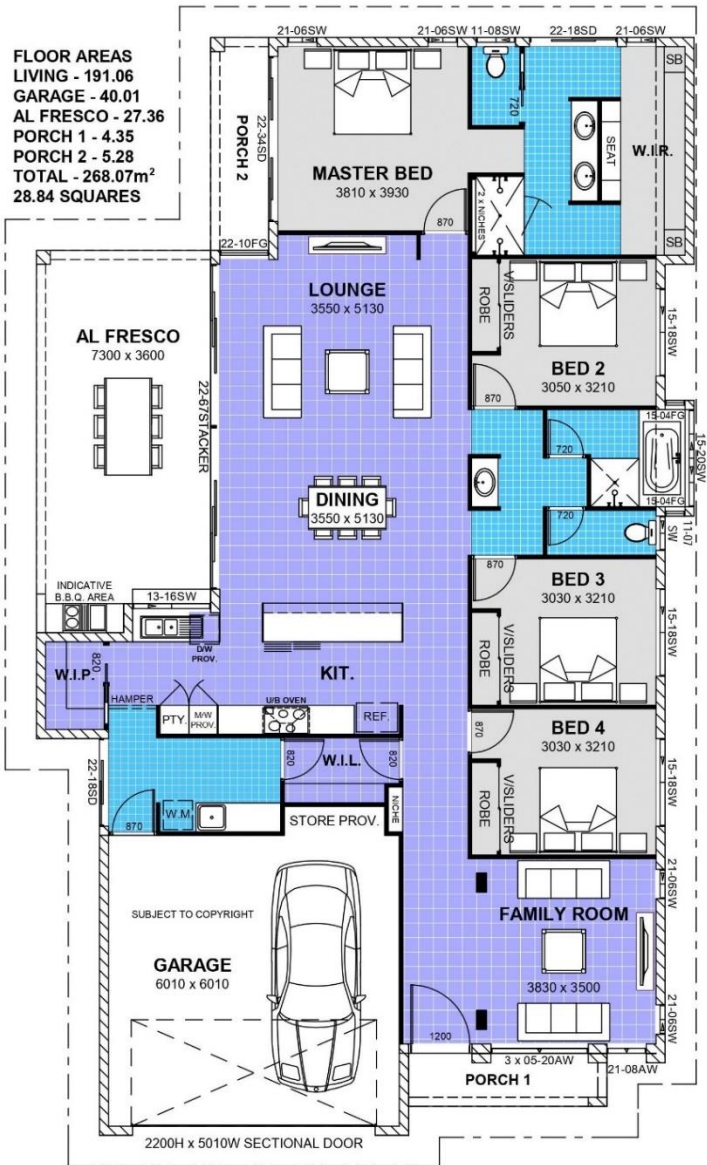 FLOOR AREAS
LIVING - 191.06
GARAGE - 40.01
AL FRESCO - 27.36
PORCH 1 - 4.35
PORCH 2 - 5.28
TOTAL - 268.07m²
28.84 SQUARES
21-06SW
21-06SW
11-08SW
22-18SD
21-06SW
PORCH 2
22-34SD
MASTER BED
3810 x 3930
720
SEAT
W.I.R.
SB
SB
2 x NICHES
870
22-10FG
LOUNGE
3550 x 5130
ROBE
V/SLIDERS
BED 2
3050 x 3210
15-18SW
AL FRESCO
7300 x 3600
22-67STACKER
870
720
15-04FG
15-20SW
15-04FG
DINING
3550 x 5130
720
11-07
SW
870
BED 3
3030 x 3210
ROBE
V/SLIDERS
15-18SW
INDICATIVE
B.B.Q. AREA
13-16SW
D/W
PROV.
W.I.P.
820
HAMPER
KIT.
PTY.
M/W
PROV.
U/B OVEN
REF.
870
BED 4
3030 x 3210
ROBE
V/SLIDERS
15-18SW
22-18SD
820
W.I.L.
820
870
W.M
NICHE
STORE PROV.
SUBJECT TO COPYRIGHT
GARAGE
6010 x 6010
FAMILY ROOM
3830 x 3500
21-06SW
21-06SW
1200
3 x 05-20AW
21-08AW
PORCH 1
2200H x 5010W SECTIONAL DOOR